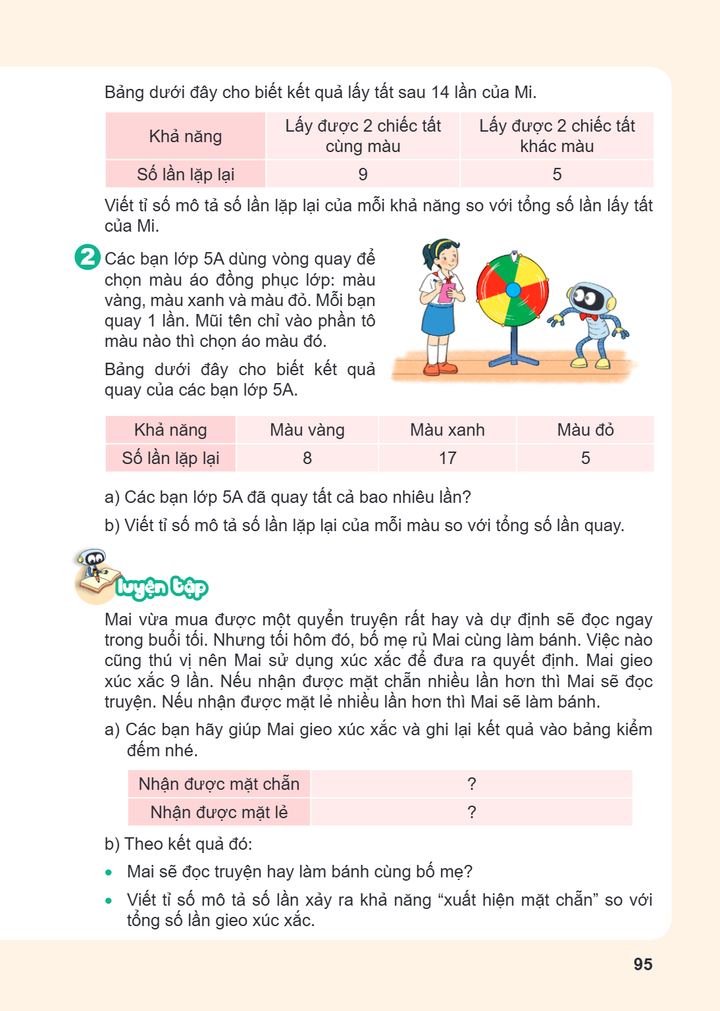 Bảng dưới đây cho biết kết quả lấy tất sau 14 lần của Mi.
Khả năng
Lấy được 2 chiếc tất
cùng màu
Lấy được 2 chiếc tất
khác màu
Số lần lặp lại
9
5
Viết tỉ số mô tả số lần lặp lại của mỗi khả năng so với tổng số lần lấy tất
của Mi.
2 Các bạn lớp 5A dùng vòng quay để
chọn màu áo đồng phục lớp: màu
vàng, màu xanh và màu đỏ. Mỗi bạn
quay 1 lần. Mũi tên chỉ vào phần tô
màu nào thì chọn áo màu đó.
Bảng dưới đây cho biết kết quả
quay của các bạn lớp 5A.
Khả năng Màu vàng Màu xanh Màu đỏ
Số lần lặp lại 8 17 5
a) Các bạn lớp 5A đã quay tất cả bao nhiêu lần?
b) Viết tỉ số mô tả số lần lặp lại của mỗi màu so với tổng số lần quay.
luyện tập
Mai vừa mua được một quyển truyện rất hay và dự định sẽ đọc ngay
trong buổi tối. Nhưng tối hôm đó, bố mẹ rủ Mai cùng làm bánh. Việc nào
cũng thú vị nên Mai sử dụng xúc xắc để đưa ra quyết định. Mai gieo
xúc xắc 9 lần. Nếu nhận được mặt chẵn nhiều lần hơn thì Mai sẽ đọc
truyện. Nếu nhận được mặt lẻ nhiều lần hơn thì Mai sẽ làm bánh.
a) Các bạn hãy giúp Mai gieo xúc xắc và ghi lại kết quả vào bảng kiểm
đếm nhé.
Nhận được mặt chẵn ?
Nhận được mặt lẻ ?
b) Theo kết quả đó:
• Mai sẽ đọc truyện hay làm bánh cùng bố mẹ?
• Viết tỉ số mô tả số lần xảy ra khả năng “xuất hiện mặt chẵn” so với
tổng số lần gieo xúc xắc.
95